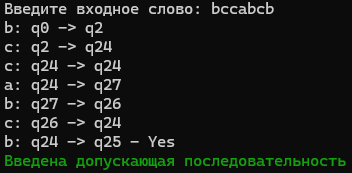 Введите входное слово: bccabcb
b: q0 -> q2
c: q2 -> q24
c: q24 -> q24
a: q24 -> q27
b: q27 -> q26
c: q26 -> q24
b: q24 -> q25 - Yes
Введена допускающая последовательность